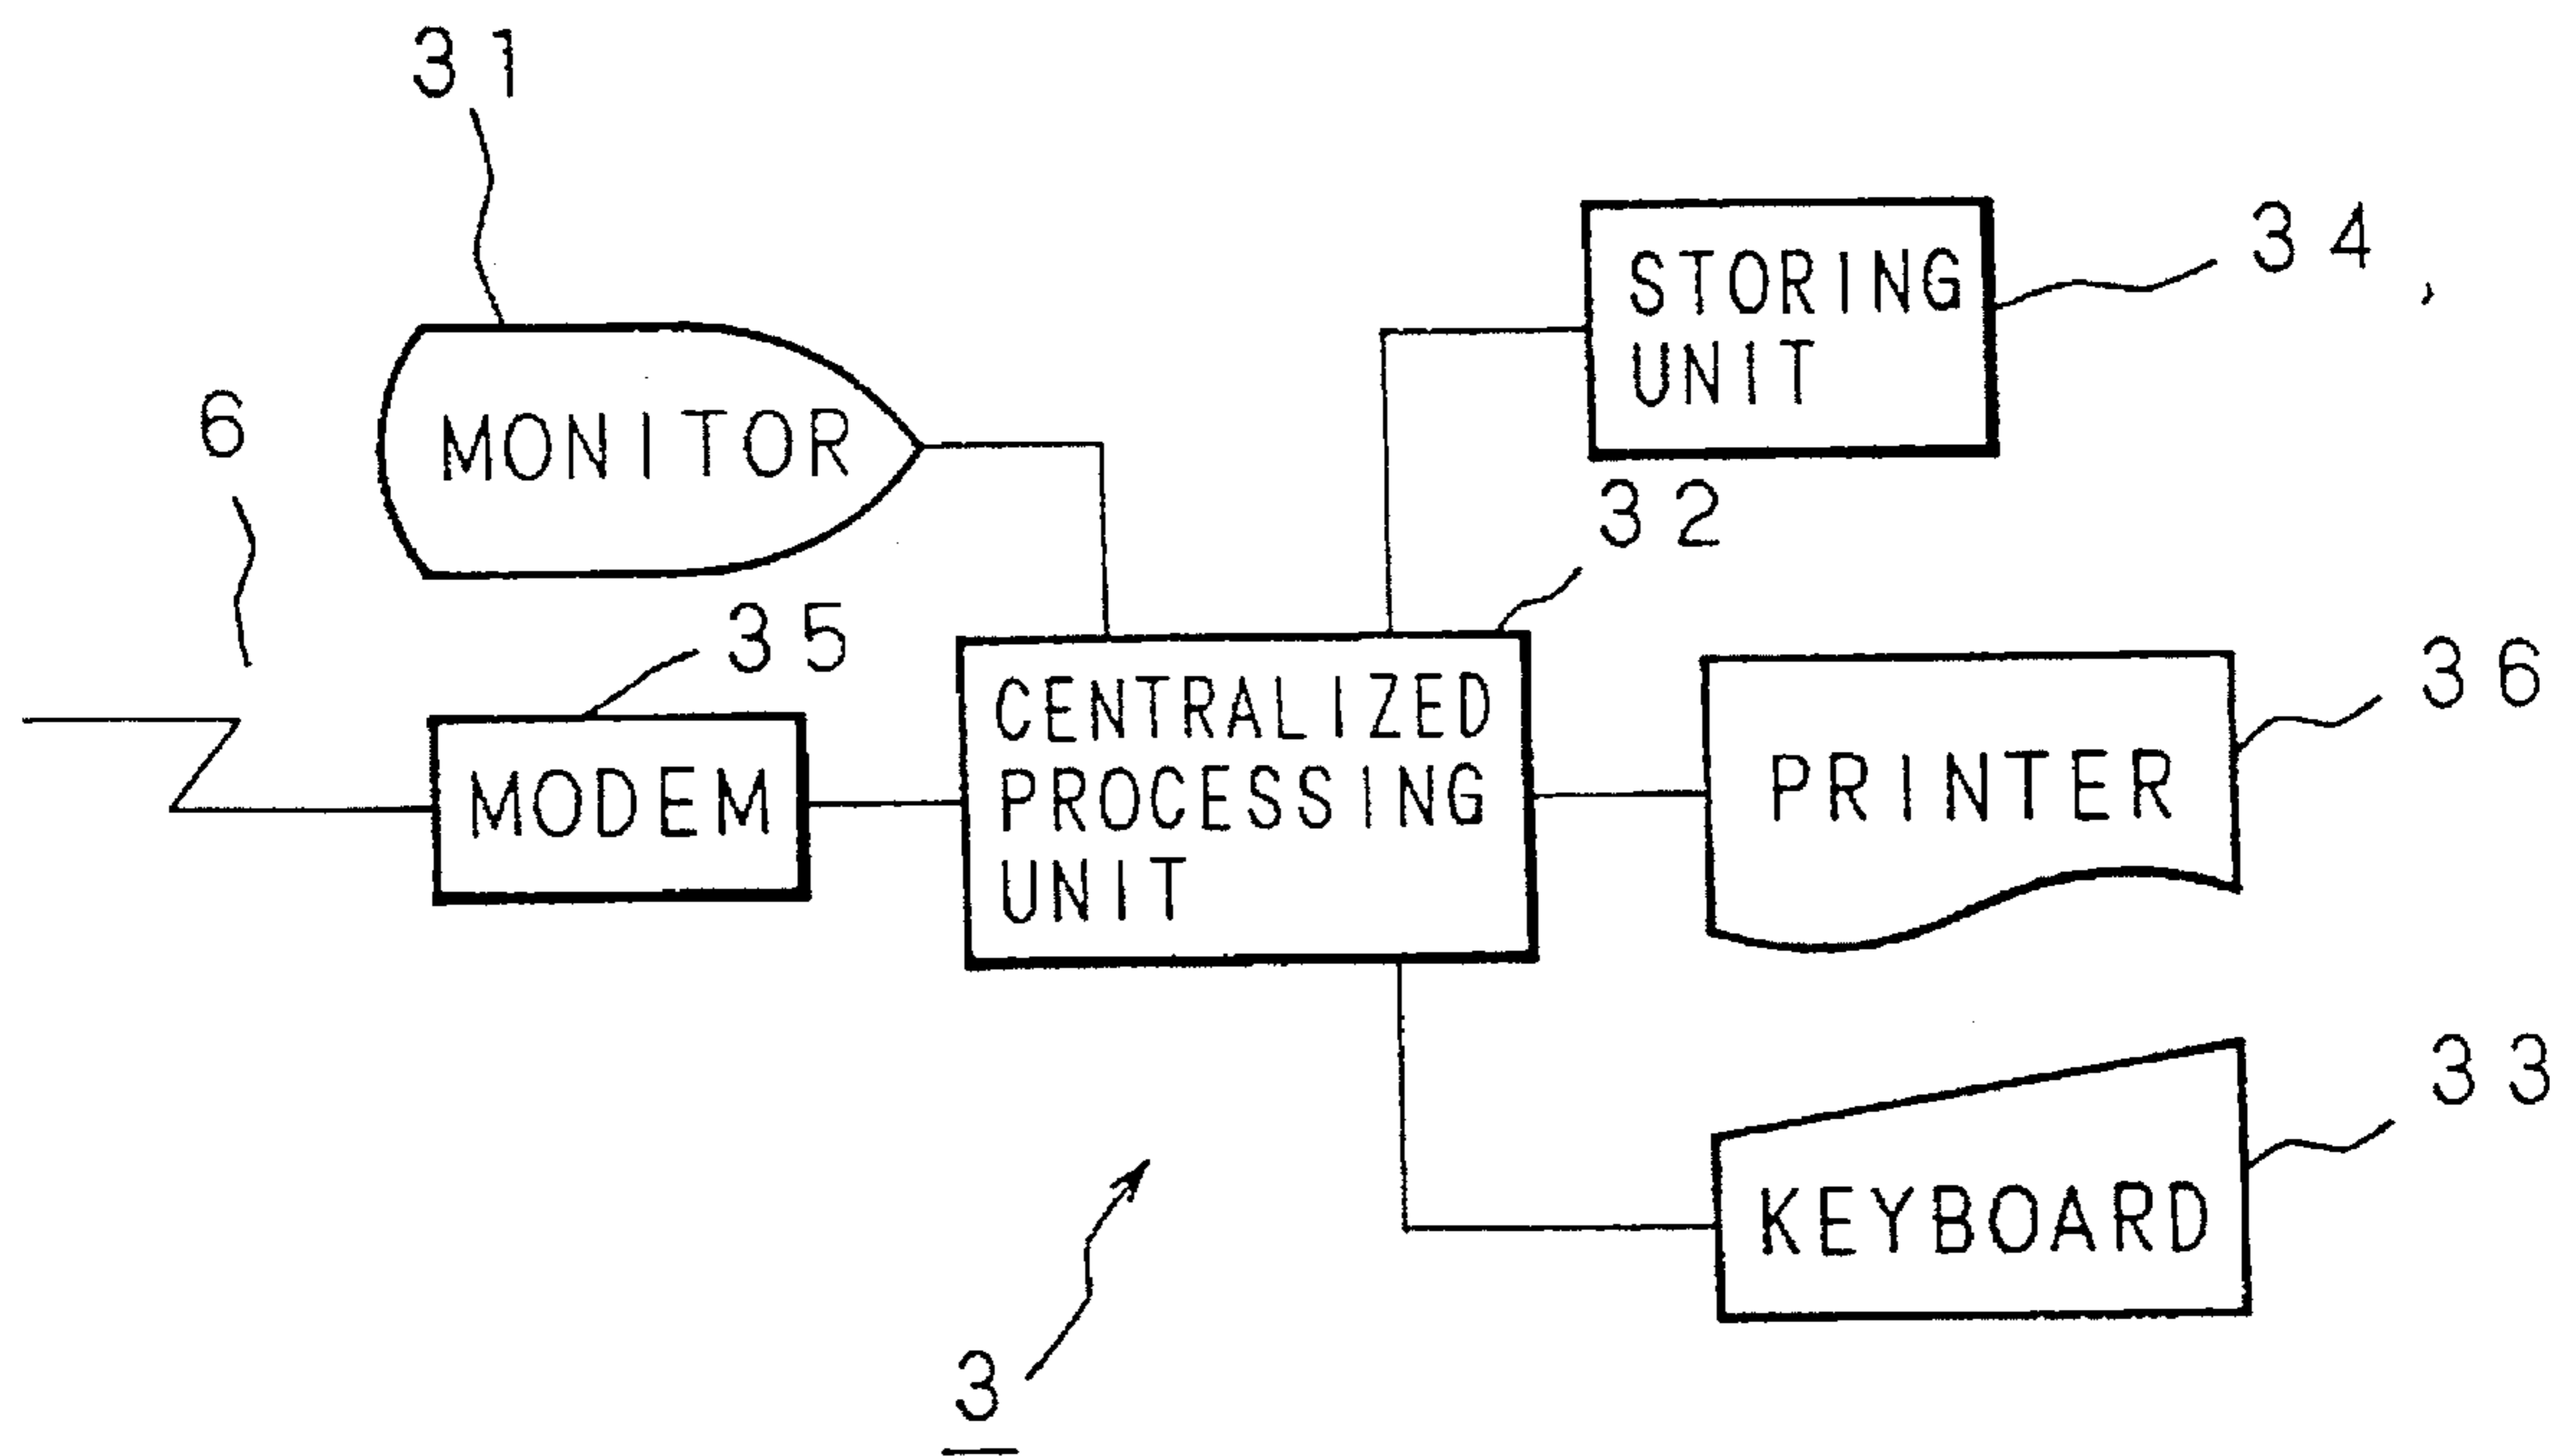 31
34
STORING
UNIT
6
MONITOR
32
35
36
CENTRALIZED
PROCESSING
UNIT
MODEM
PRINTER
33
KEYBOARD
3